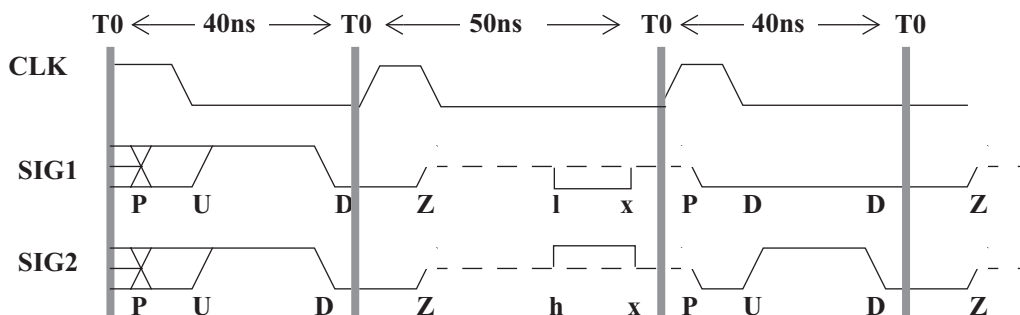 T0 40ns T0 50ns T0 40ns T0
CLK
SIG1
P U D Z l x P D D Z
SIG2
P U D Z h x P U D Z